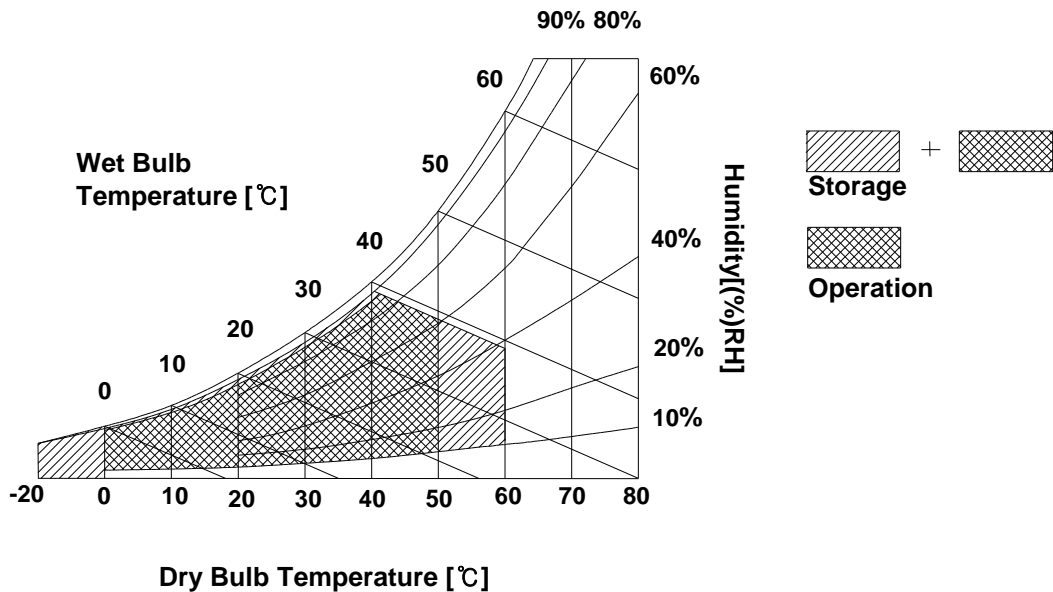 90% 80%
60
60%
50
Wet Bulb
Temperature [℃]
40
40%
30
20
20%
10
0
10%
Humidity[(%)RH]
-20 0 10 20 30 40 50 60 70 80
Dry Bulb Temperature [℃]
+
Storage
Operation